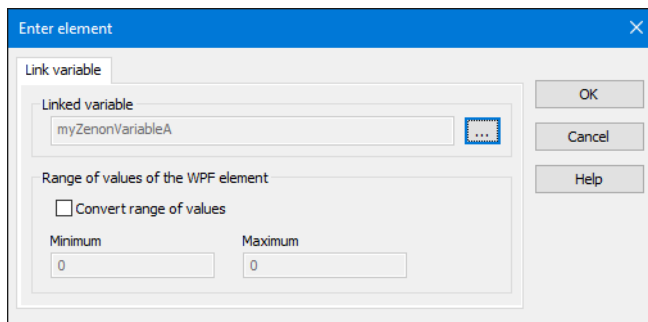 Enter element
Link variable
Linked variable
myZenonVariableA
...
OK
Cancel
Help
Range of values of the WPF element
Convert range of values
Minimum Maximum
0 0